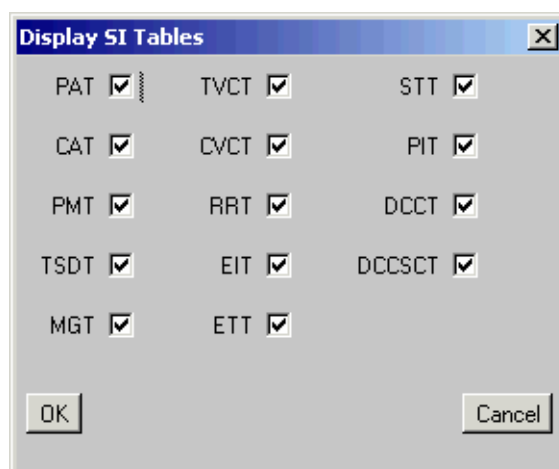 Display SI Tables
PAT TVCT STT
CAT CVCT PIT
PMT RRT DCCT
TSDT EIT DCCSCT
MGT ETT
OK Cancel